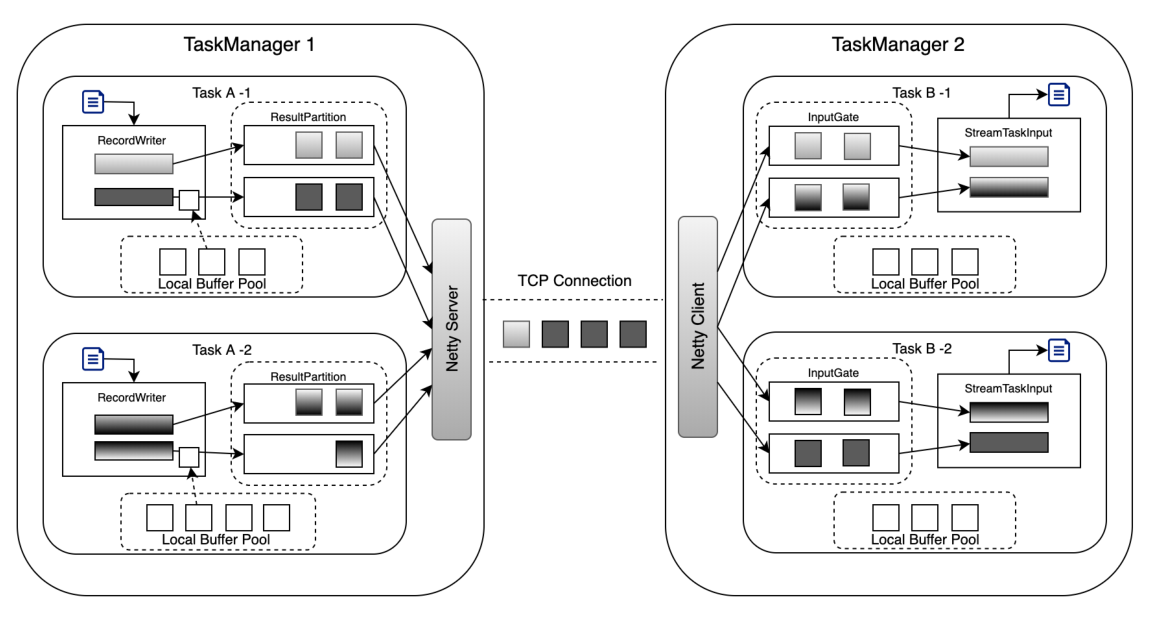 TaskManager 1
Task A -1
RecordWriter
ResultPartition
Local Buffer Pool
Task A -2
RecordWriter
ResultPartition
Local Buffer Pool
Netty Server
TCP Connection
Netty Client
TaskManager 2
Task B -1
InputGate
StreamTaskInput
Local Buffer Pool
Task B -2
InputGate
StreamTaskInput
Local Buffer Pool